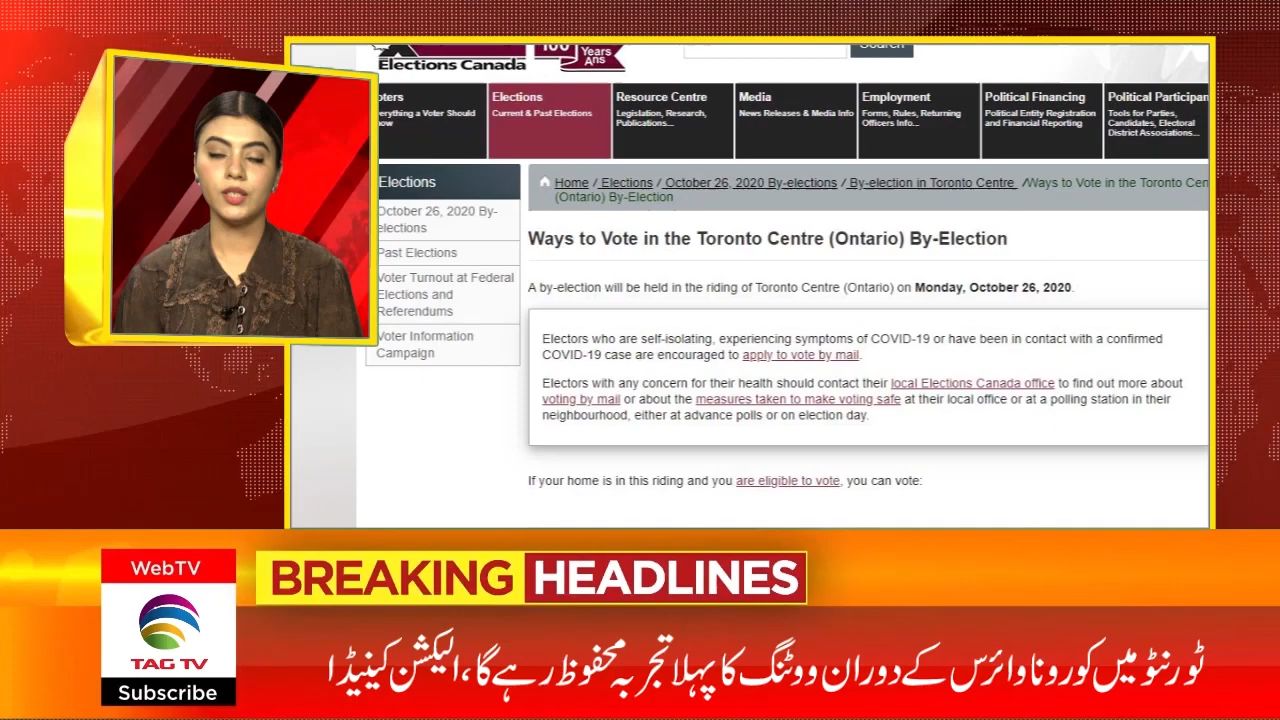 Elections Canada
100 Years Ans
Search
Everything a Voter Should
Elections
Current & Past Elections
Resource Centre
Legislation, Research,
Publications...
Media
News Releases & Media Info
Employment
Forms, Rules, Returning
Officers Info...
Political Financing
Political Entity Registration
and Financial Reporting
Political Participan
Tools for Parties,
Candidates, Electoral
District Associations...
Elections
October 26, 2020 By-
elections
Past Elections
Voter Turnout at Federal
Elections and
Referendums
Voter Information
Campaign
Home / Elections / October 26, 2020 By-elections / By-election in Toronto Centre /Ways to Vote in the Toronto Cen
(Ontario) By-Election
Ways to Vote in the Toronto Centre (Ontario) By-Election
A by-election will be held in the riding of Toronto Centre (Ontario) on Monday, October 26, 2020.
Electors who are self-isolating, experiencing symptoms of COVID-19 or have been in contact with a confirmed
COVID-19 case are encouraged to apply to vote by mail.
Electors with any concern for their health should contact their local Elections Canada office to find out more about
voting by mail or about the measures taken to make voting safe at their local office or at a polling station in their
neighbourhood, either at advance polls or on election day.
If your home is in this riding and you are eligible to vote, you can vote:
WebTV
TAG TV
Subscribe
BREAKING HEADLINES
ٹورنٹو میں کورونا وائرس کے دوران ووٹنگ کا پہلا تجربہ محفوظ رہے گا، الیکشن کینیڈا